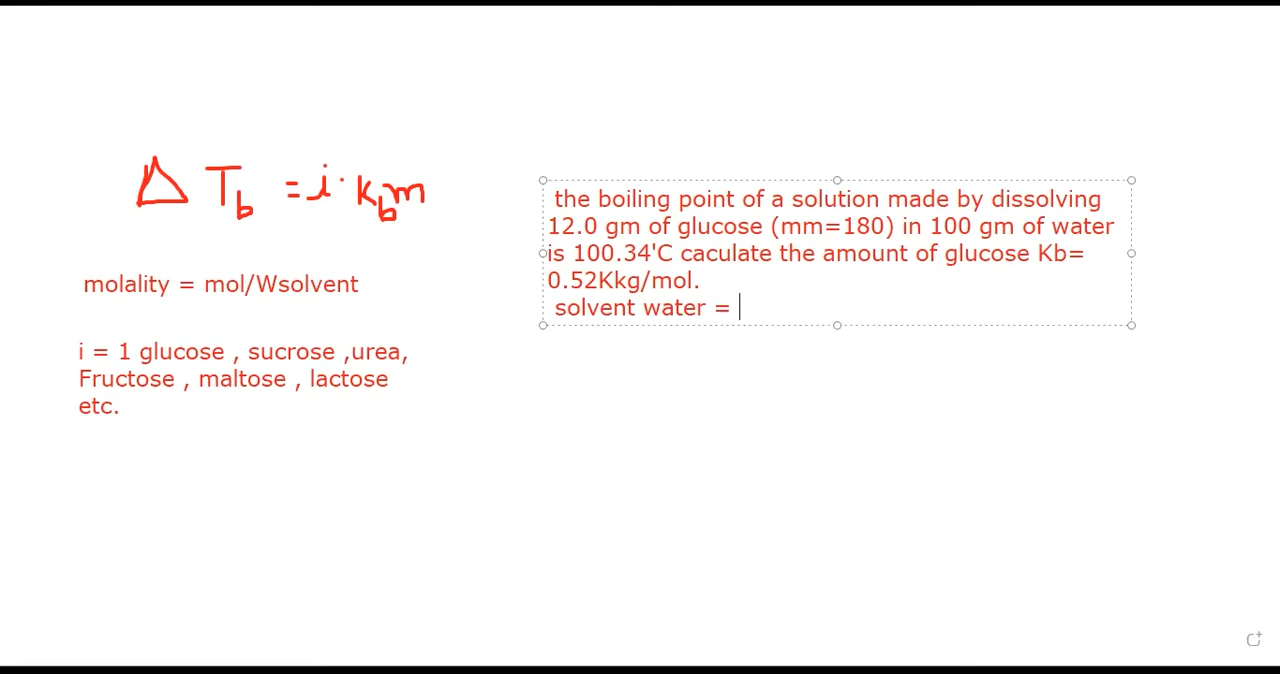 Δ Tb = i · kbm
molality = mol/Wsolvent
i = 1 glucose , sucrose ,urea,
Fructose , maltose , lactose
etc.
the boiling point of a solution made by dissolving
12.0 gm of glucose (mm=180) in 100 gm of water
is 100.34'C caculate the amount of glucose Kb=
0.52Kkg/mol.
solvent water =